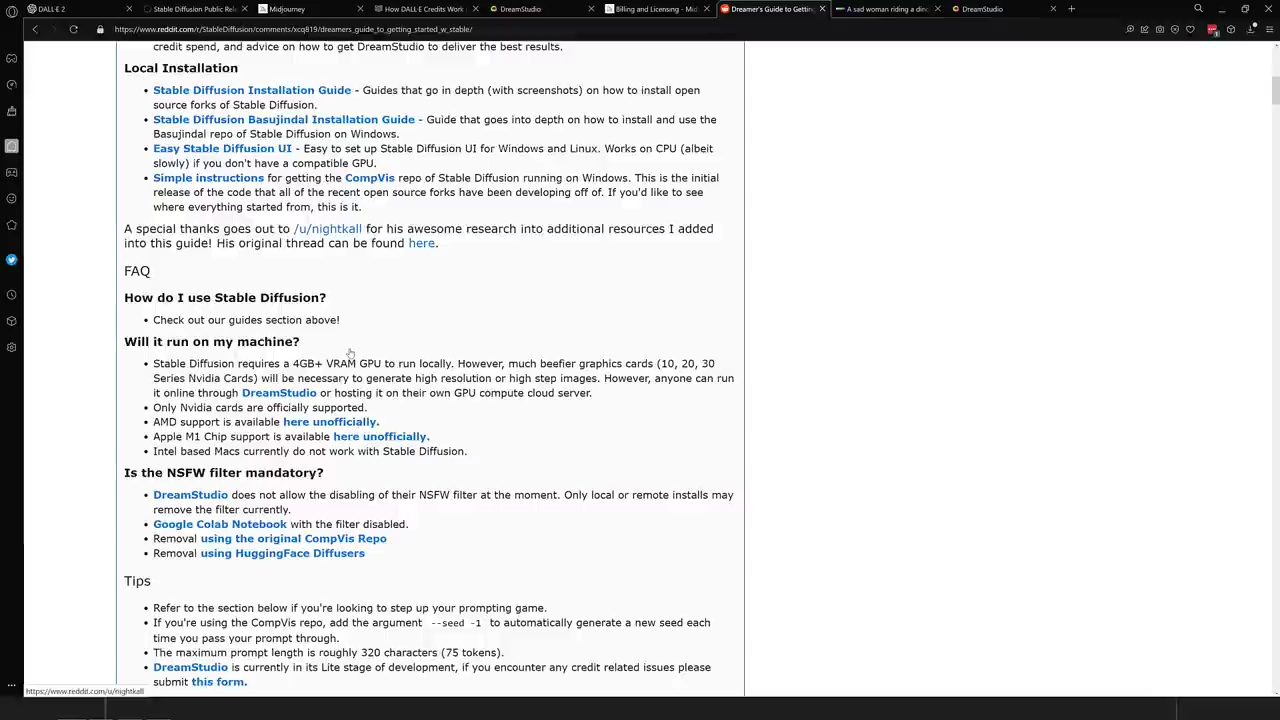 DALL·E 2
Stable Diffusion Public Rele
Midjourney
How DALL·E Credits Work
DreamStudio
Billing and Licensing - Mid
Dreamer's Guide to Getting
A sad woman riding a dino
DreamStudio
https://www.reddit.com/r/StableDiffusion/comments/xcq819/dreamers_guide_to_getting_started_w_stable/
credit spend, and advice on how to get DreamStudio to deliver the best results.
Local Installation
• Stable Diffusion Installation Guide - Guides that go in depth (with screenshots) on how to install open
source forks of Stable Diffusion.
• Stable Diffusion Basujindal Installation Guide - Guide that goes into depth on how to install and use the
Basujindal repo of Stable Diffusion on Windows.
• Easy Stable Diffusion UI - Easy to set up Stable Diffusion UI for Windows and Linux. Works on CPU (albeit
slowly) if you don't have a compatible GPU.
• Simple instructions for getting the CompVis repo of Stable Diffusion running on Windows. This is the initial
release of the code that all of the recent open source forks have been developing off of. If you'd like to see
where everything started from, this is it.
A special thanks goes out to /u/nightkall for his awesome research into additional resources I added
into this guide! His original thread can be found here.
FAQ
How do I use Stable Diffusion?
• Check out our guides section above!
Will it run on my machine?
• Stable Diffusion requires a 4GB+ VRAM GPU to run locally. However, much beefier graphics cards (10, 20, 30
Series Nvidia Cards) will be necessary to generate high resolution or high step images. However, anyone can run
it online through DreamStudio or hosting it on their own GPU compute cloud server.
• Only Nvidia cards are officially supported.
• AMD support is available here unofficially.
• Apple M1 Chip support is available here unofficially.
• Intel based Macs currently do not work with Stable Diffusion.
Is the NSFW filter mandatory?
• DreamStudio does not allow the disabling of their NSFW filter at the moment. Only local or remote installs may
remove the filter currently.
• Google Colab Notebook with the filter disabled.
• Removal using the original CompVis Repo
• Removal using HuggingFace Diffusers
Tips
• Refer to the section below if you're looking to step up your prompting game.
• If you're using the CompVis repo, add the argument --seed -1 to automatically generate a new seed each
time you pass your prompt through.
• The maximum prompt length is roughly 320 characters (75 tokens).
• DreamStudio is currently in its Lite stage of development, if you encounter any credit related issues please
submit this form.
https://www.reddit.com/u/nightkall